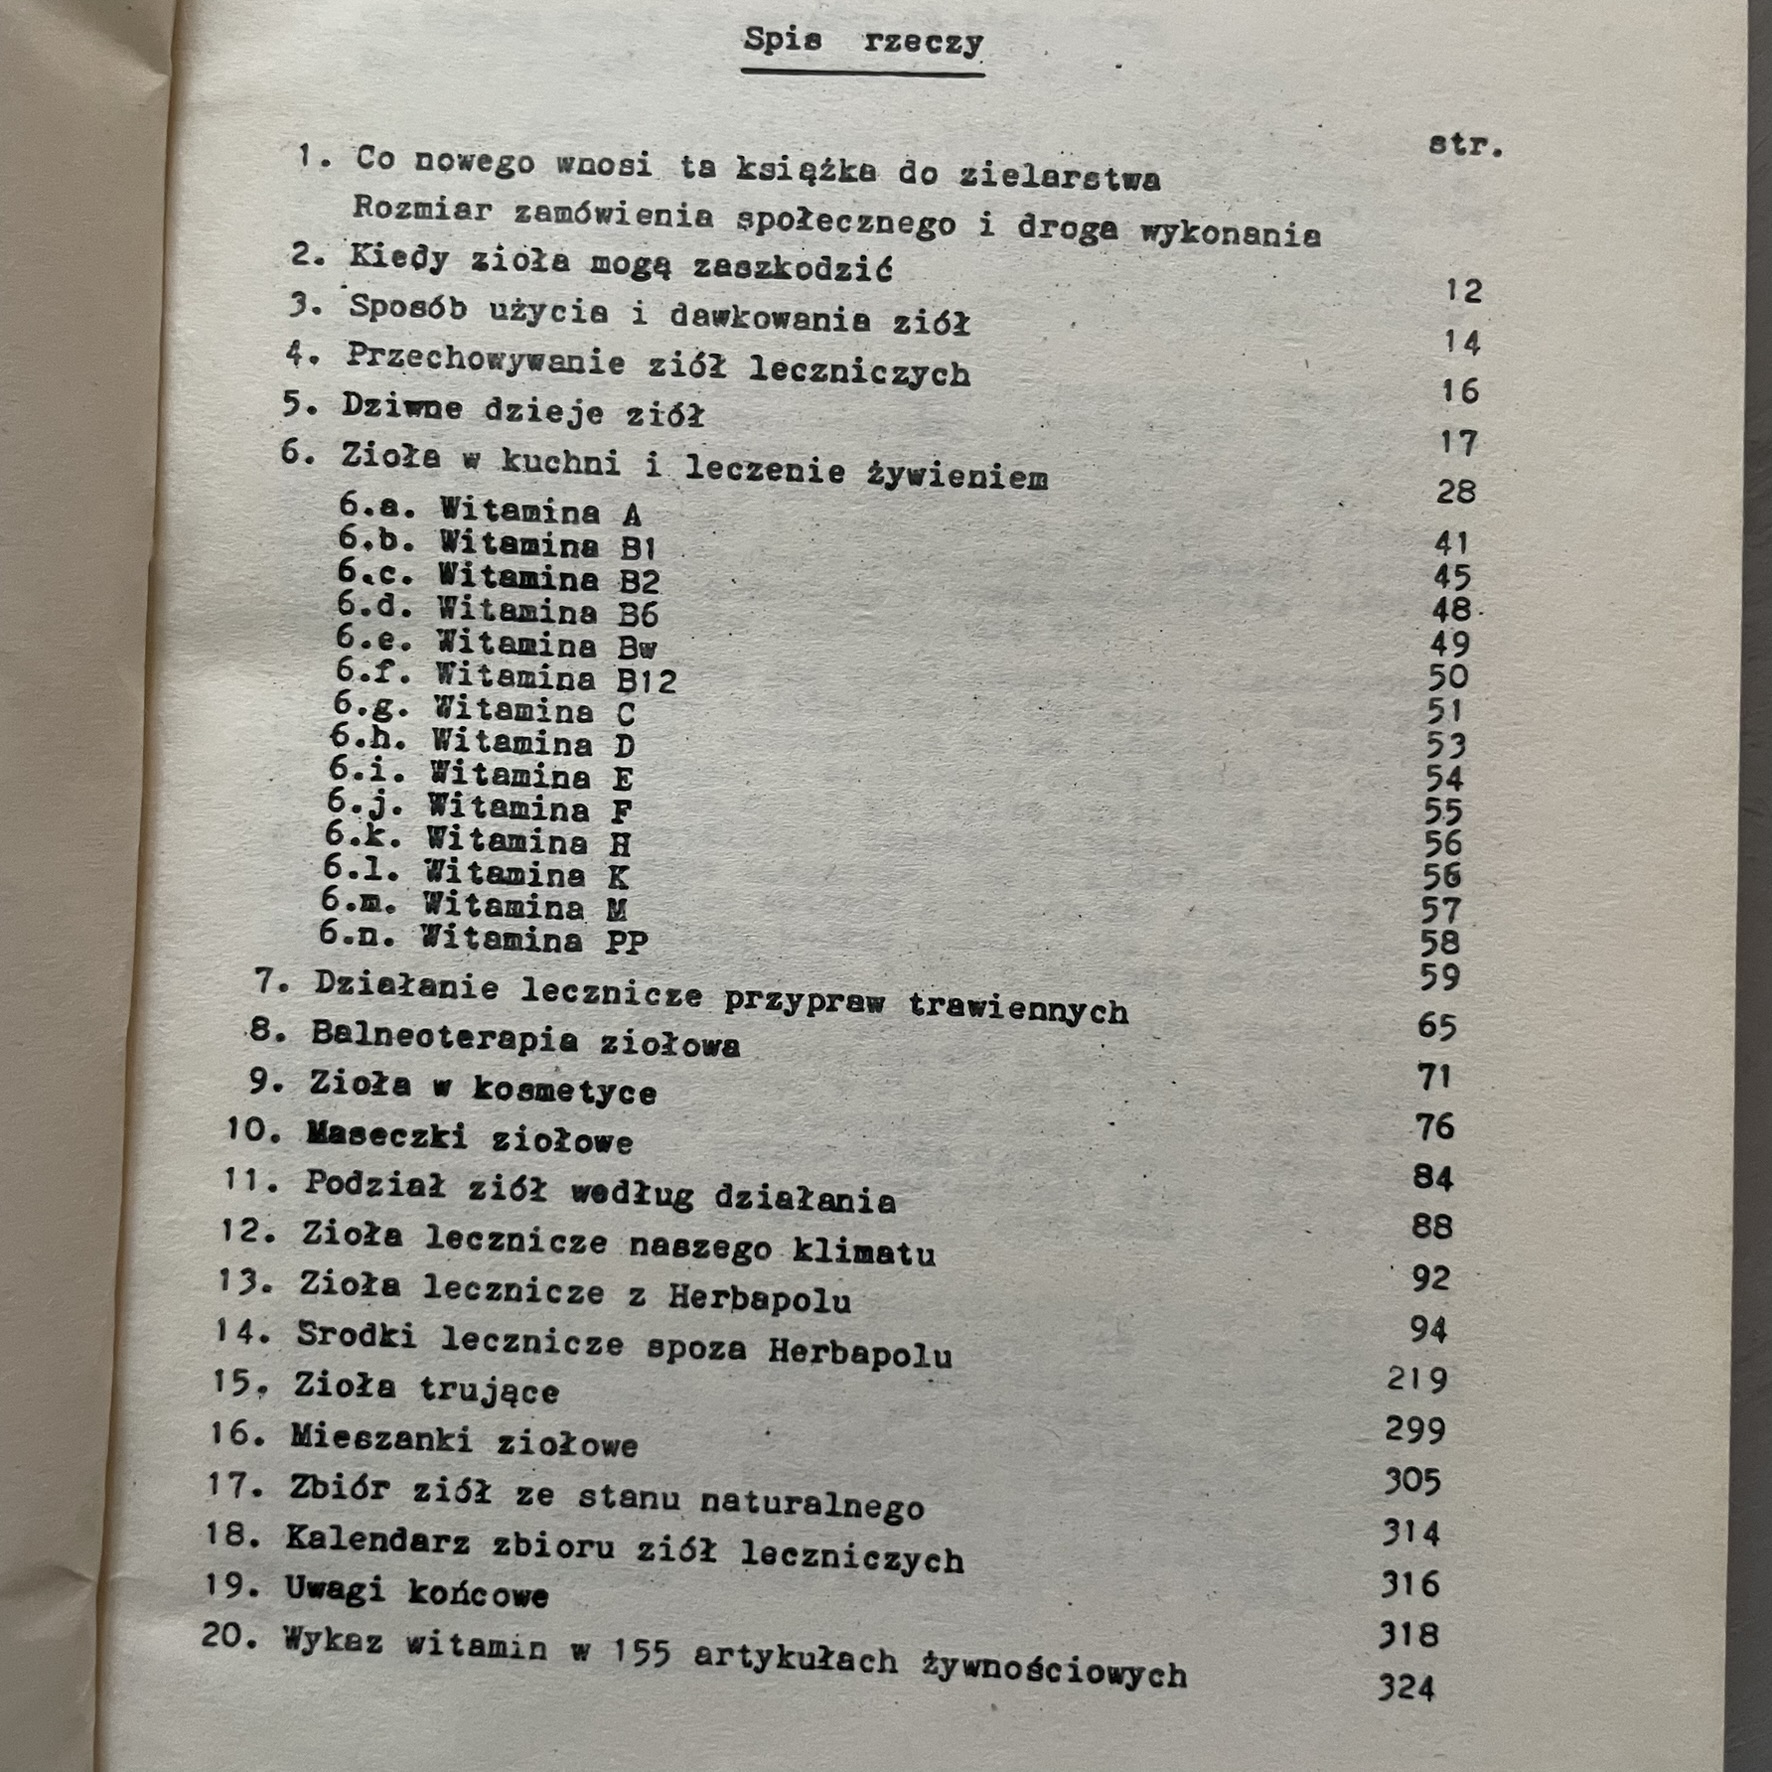 Spis rzeczy
str.
1. Co nowego wnosi ta książka do zielarstwa
Rozmiar zamówienia społecznego i droga wykonania
2. Kiedy zioła mogą zaszkodzić 12
3. Sposób użycia i dawkowania ziół 14
4. Przechowywanie ziół leczniczych 16
5. Dziwne dzieje ziół 17
6. Zioła w kuchni i leczenie żywieniem 28
6.a. Witamina A 41
6.b. Witamina B1 45
6.c. Witamina B2 48
6.d. Witamina B6 49
6.e. Witamina Bw 50
6.f. Witamina B12 51
6.g. Witamina C 53
6.h. Witamina D 54
6.i. Witamina E 55
6.j. Witamina F 56
6.k. Witamina H 56
6.l. Witamina K 57
6.m. Witamina M 58
6.n. Witamina PP 59
7. Działanie lecznicze przypraw trawiennych 65
8. Balneoterapia ziołowa 71
9. Zioła w kosmetyce 76
10. Maseczki ziołowe 84
11. Podział ziół według działania 88
12. Zioła lecznicze naszego klimatu 92
13. Zioła lecznicze z Herbapolu 94
14. Srodki lecznicze spoza Herbapolu 219
15. Zioła trujące 299
16. Mieszanki ziołowe 305
17. Zbiór ziół ze stanu naturalnego 314
18. Kalendarz zbioru ziół leczniczych 316
19. Uwagi końcowe 318
20. Wykaz witamin w 155 artykułach żywnościowych 324